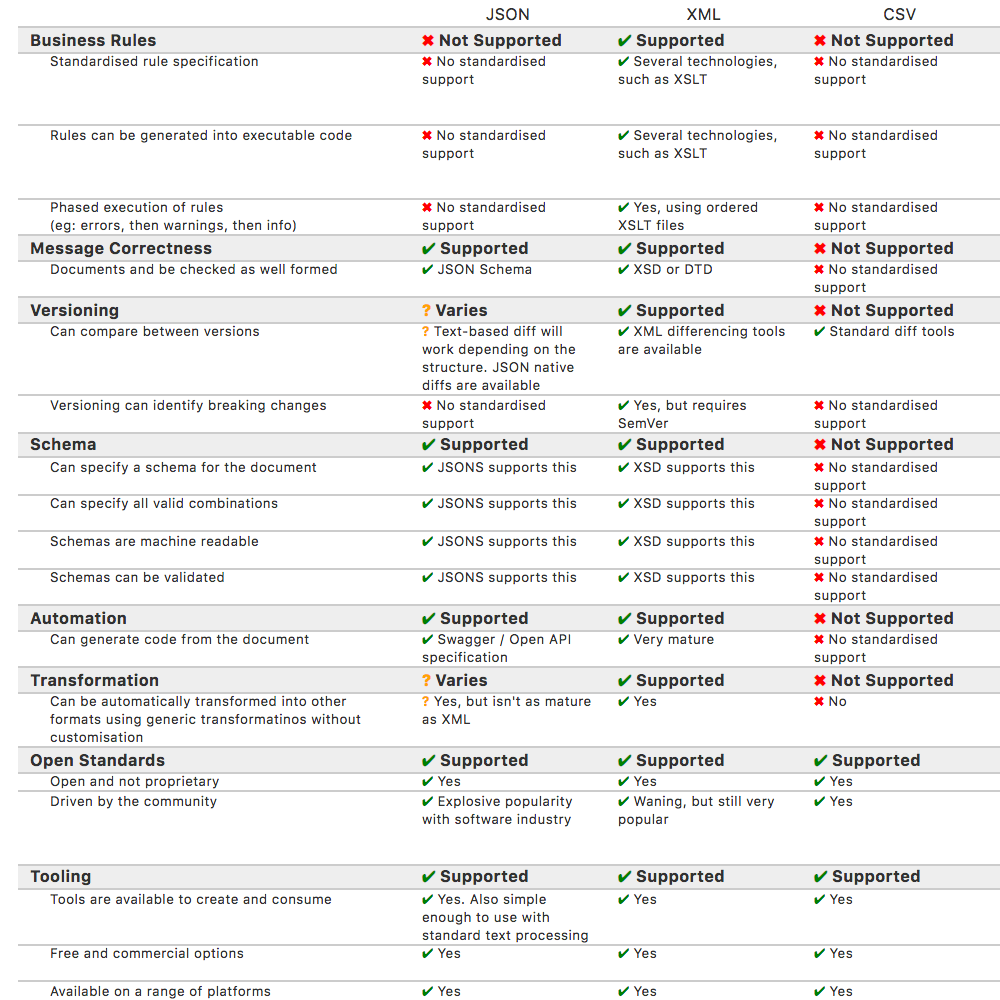 JSON XML CSV
Business Rules ✖ Not Supported ✔ Supported ✖ Not Supported
Standardised rule specification ✖ No standardised ✔ Several technologies, ✖ No standardised
support such as XSLT support
Rules can be generated into executable code ✖ No standardised ✔ Several technologies, ✖ No standardised
support such as XSLT support
Phased execution of rules ✖ No standardised ✔ Yes, using ordered ✖ No standardised
(eg: errors, then warnings, then info) support XSLT files support
Message Correctness ✔ Supported ✔ Supported ✖ Not Supported
Documents and be checked as well formed ✔ JSON Schema ✔ XSD or DTD ✖ No standardised
support
Versioning ? Varies ✔ Supported ✖ Not Supported
Can compare between versions ? Text-based diff will ✔ XML differencing tools ✔ Standard diff tools
work depending on the are available
structure. JSON native
diffs are available
Versioning can identify breaking changes ✖ No standardised ✔ Yes, but requires ✖ No standardised
support SemVer support
Schema ✔ Supported ✔ Supported ✖ Not Supported
Can specify a schema for the document ✔ JSONS supports this ✔ XSD supports this ✖ No standardised
support
Can specify all valid combinations ✔ JSONS supports this ✔ XSD supports this ✖ No standardised
support
Schemas are machine readable ✔ JSONS supports this ✔ XSD supports this ✖ No standardised
support
Schemas can be validated ✔ JSONS supports this ✔ XSD supports this ✖ No standardised
support
Automation ✔ Supported ✔ Supported ✖ Not Supported
Can generate code from the document ✔ Swagger / Open API ✔ Very mature ✖ No standardised
specification support
Transformation ? Varies ✔ Supported ✖ Not Supported
Can be automatically transformed into other ? Yes, but isn't as mature ✔ Yes ✖ No
formats using generic transformatinos without as XML
customisation
Open Standards ✔ Supported ✔ Supported ✔ Supported
Open and not proprietary ✔ Yes ✔ Yes ✔ Yes
Driven by the community ✔ Explosive popularity ✔ Waning, but still very ✔ Yes
with software industry popular
Tooling ✔ Supported ✔ Supported ✔ Supported
Tools are available to create and consume ✔ Yes. Also simple ✔ Yes ✔ Yes
enough to use with
standard text processing
Free and commercial options ✔ Yes ✔ Yes ✔ Yes
Available on a range of platforms ✔ Yes ✔ Yes ✔ Yes